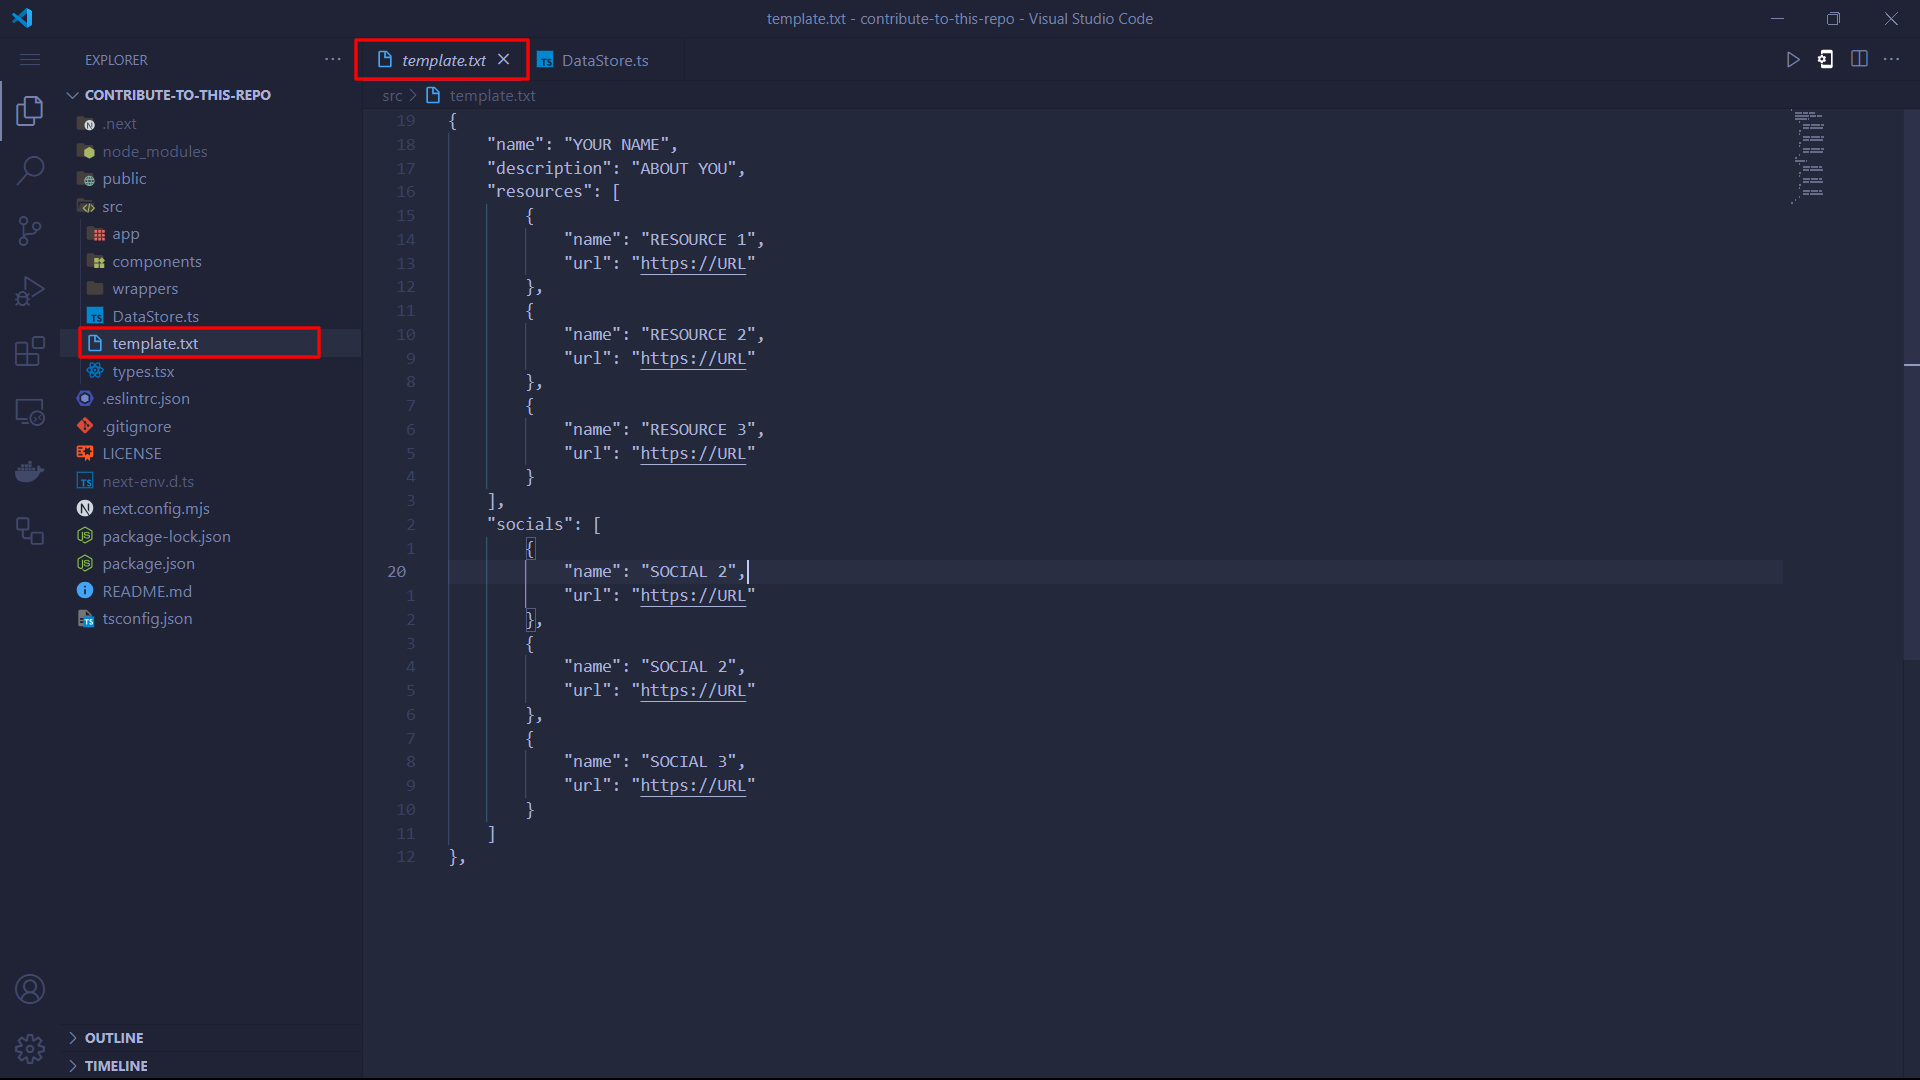 template.txt - contribute-to-this-repo - Visual Studio Code
EXPLORER
template.txt
TS DataStore.ts
CONTRIBUTE-TO-THIS-REPO
.next
node_modules
public
src
app
components
wrappers
TS DataStore.ts
template.txt
types.tsx
.eslintrc.json
.gitignore
LICENSE
TS next-env.d.ts
N next.config.mjs
JS package-lock.json
JS package.json
i README.md
TS tsconfig.json
OUTLINE
TIMELINE
src > template.txt
19 {
18 "name": "YOUR NAME",
17 "description": "ABOUT YOU",
16 "resources": [
15 {
14 "name": "RESOURCE 1",
13 "url": "https://URL"
12 },
11 {
10 "name": "RESOURCE 2",
9 "url": "https://URL"
8 },
7 {
6 "name": "RESOURCE 3",
5 "url": "https://URL"
4 }
3 ],
2 "socials": [
1 {
20 "name": "SOCIAL 2",
1 "url": "https://URL"
2 },
3 {
4 "name": "SOCIAL 2",
5 "url": "https://URL"
6 },
7 {
8 "name": "SOCIAL 3",
9 "url": "https://URL"
10 }
11 ]
12 },